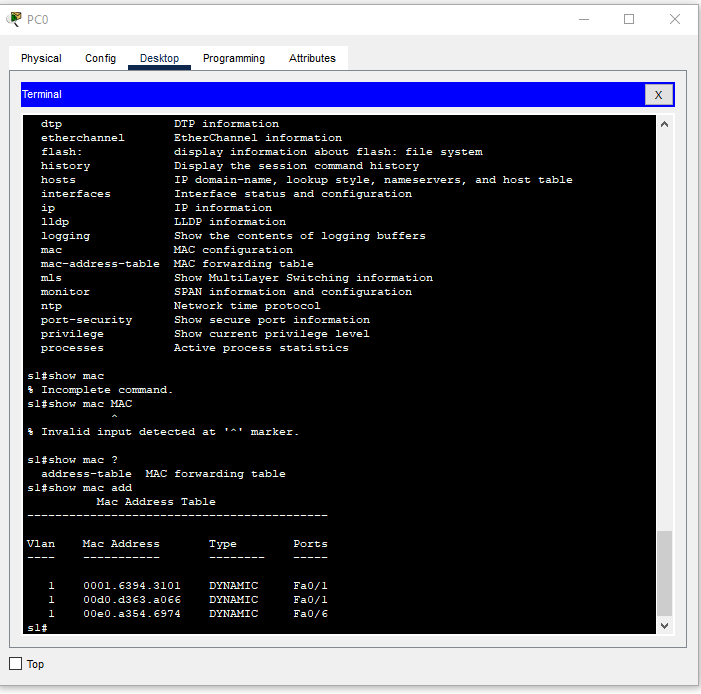 PC0
Physical Config Desktop Programming Attributes
Terminal X
dtp DTP information
etherchannel EtherChannel information
flash: display information about flash: file system
history Display the session command history
hosts IP domain-name, lookup style, nameservers, and host table
interfaces Interface status and configuration
ip IP information
lldp LLDP information
logging Show the contents of logging buffers
mac MAC configuration
mac-address-table MAC forwarding table
mls Show MultiLayer Switching information
monitor SPAN information and configuration
ntp Network time protocol
port-security Show secure port information
privilege Show current privilege level
processes Active process statistics
sl#show mac
% Incomplete command.
sl#show mac MAC
^
% Invalid input detected at '^' marker.
sl#show mac ?
address-table MAC forwarding table
sl#show mac add
Mac Address Table
-------------------------------------------
Vlan Mac Address Type Ports
---- ----------- -------- -----
1 0001.6394.3101 DYNAMIC Fa0/1
1 00d0.d363.a066 DYNAMIC Fa0/1
1 00e0.a354.6974 DYNAMIC Fa0/6
sl#
Top